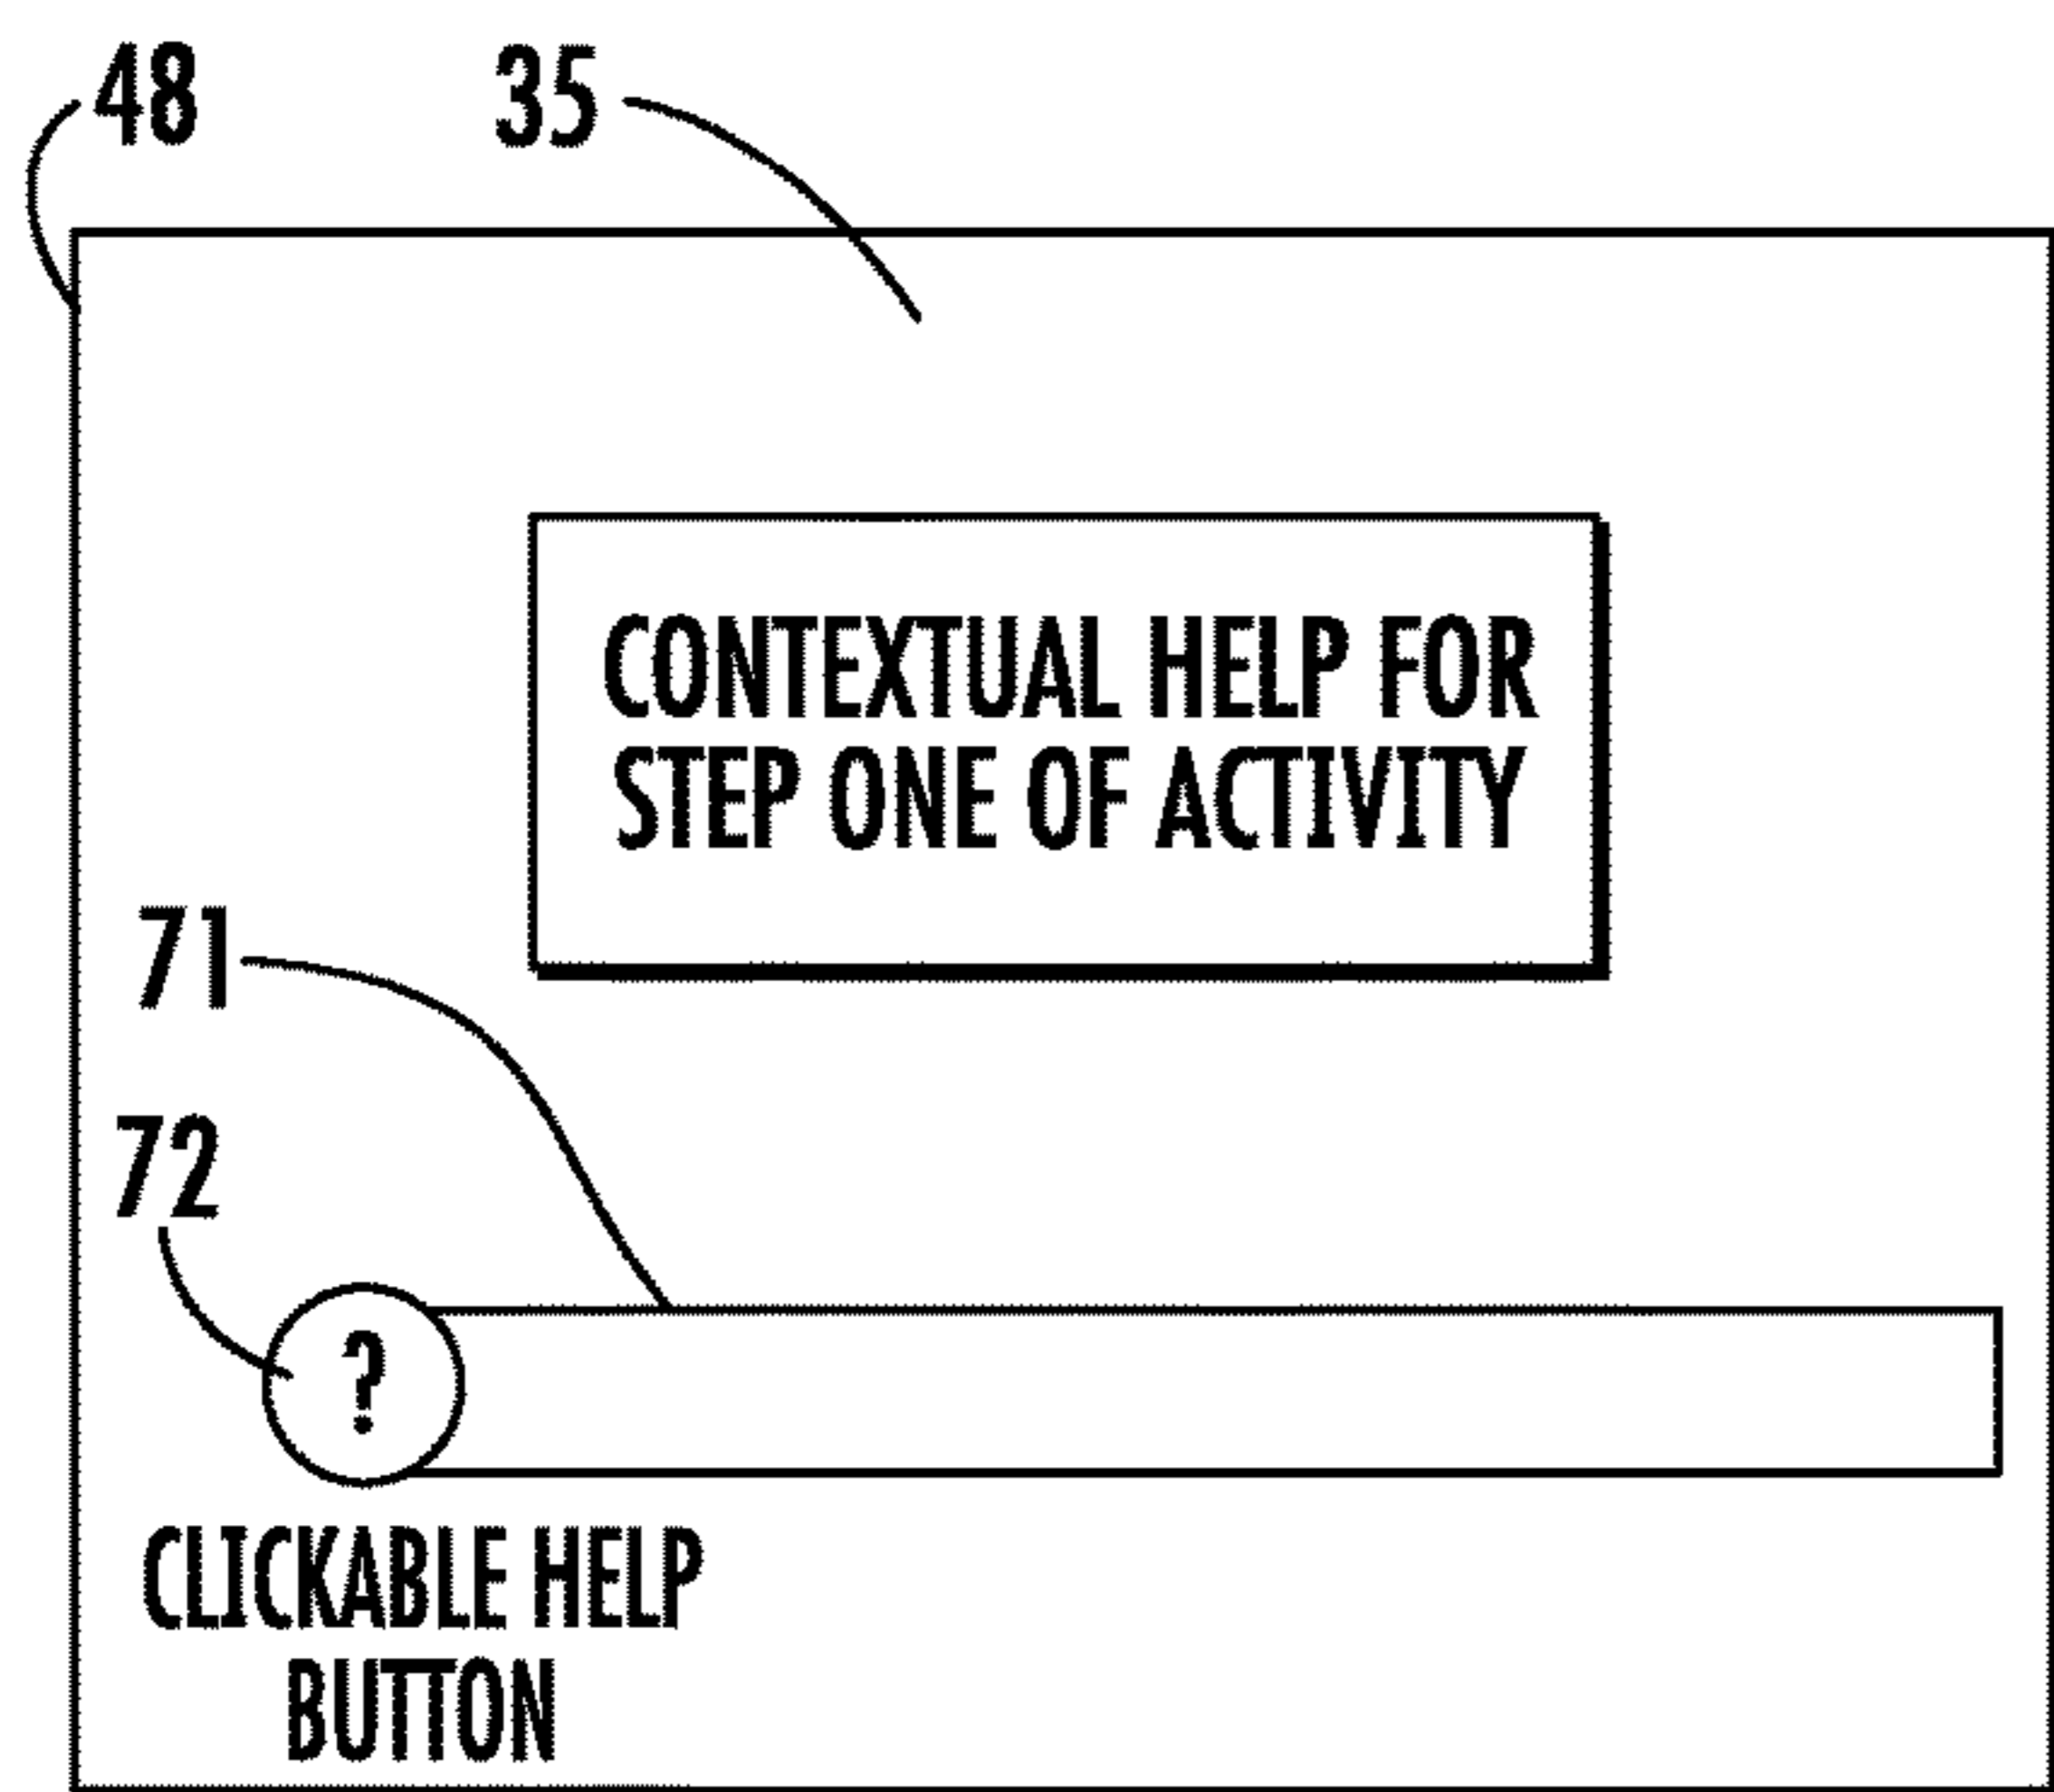 48
35
CONTEXTUAL HELP FOR
STEP ONE OF ACTIVITY
71
72
?
CLICKABLE HELP
BUTTON